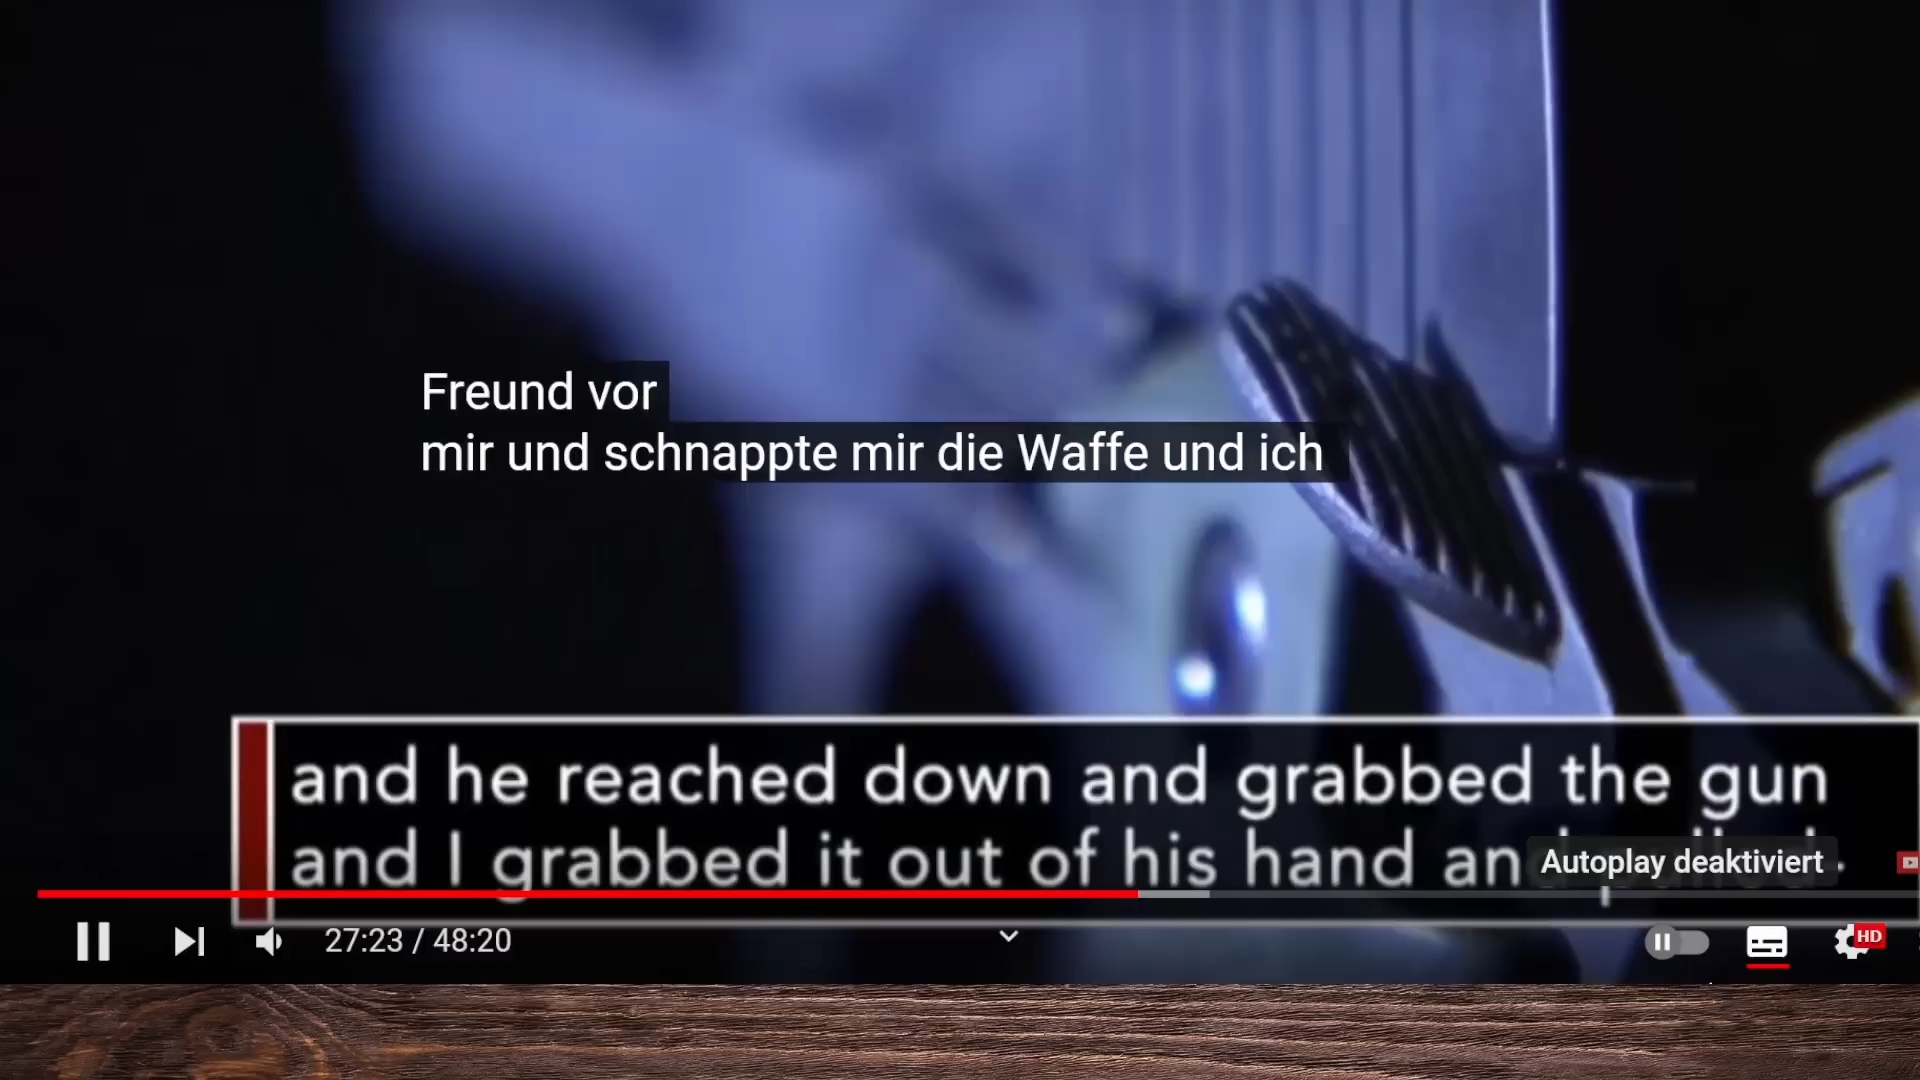 Freund vor
mir und schnappte mir die Waffe und ich
and he reached down and grabbed the gun
and I grabbed it out of his hand
Autoplay deaktiviert
27:23 / 48:20
HD